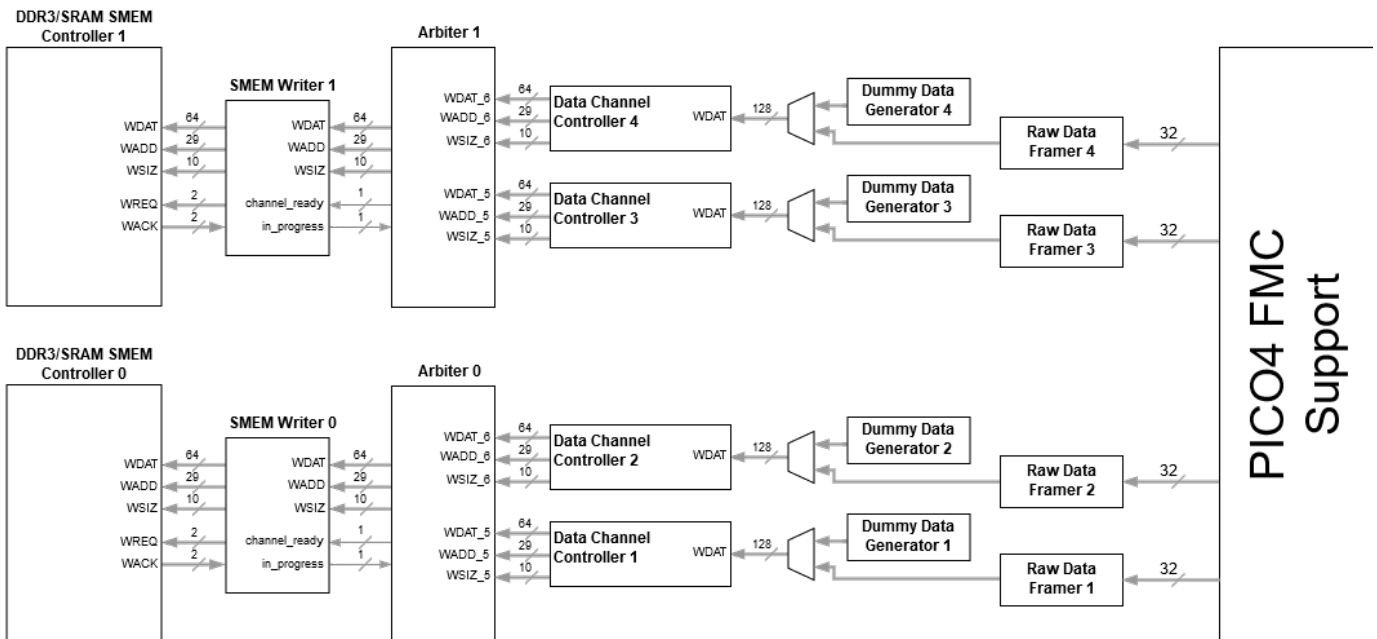 DDR3/SRAM SMEM
Controller 1
SMEM Writer 1
Arbiter 1
WDAT
WADD
WSIZ
WREQ
WACK
64
29
10
2
2
WDAT
WADD
WSIZ
channel_ready
in_progress
64
29
10
1
1
WDAT_6
WADD_6
WSIZ_6
WDAT_5
WADD_5
WSIZ_5
64
29
10
64
29
10
Data Channel
Controller 4
WDAT
128
Dummy Data
Generator 4
Raw Data
Framer 4
32
Data Channel
Controller 3
WDAT
128
Dummy Data
Generator 3
Raw Data
Framer 3
32
DDR3/SRAM SMEM
Controller 0
SMEM Writer 0
Arbiter 0
WDAT
WADD
WSIZ
WREQ
WACK
64
29
10
2
2
WDAT
WADD
WSIZ
channel_ready
in_progress
64
29
10
1
1
WDAT_6
WADD_6
WSIZ_6
WDAT_5
WADD_5
WSIZ_5
64
29
10
64
29
10
Data Channel
Controller 2
WDAT
128
Dummy Data
Generator 2
Raw Data
Framer 2
32
Data Channel
Controller 1
WDAT
128
Dummy Data
Generator 1
Raw Data
Framer 1
32
PICO4 FMC
Support